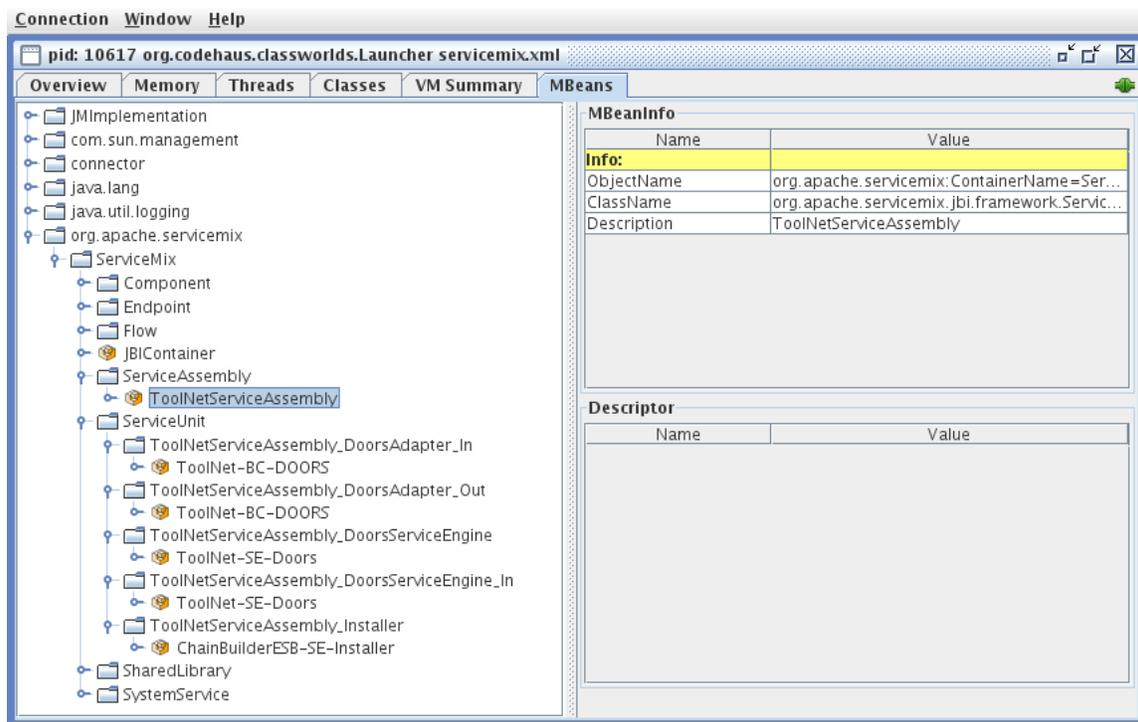 Connection Window Help
pid: 10617 org.codehaus.classworlds.Launcher servicemix.xml
Overview Memory Threads Classes VM Summary MBeans
JMImplementation
com.sun.management
connector
java.lang
java.util.logging
org.apache.servicemix
ServiceMix
Component
Endpoint
Flow
JBIContainer
ServiceAssembly
ToolNetServiceAssembly
ServiceUnit
ToolNetServiceAssembly_DoorsAdapter_In
ToolNet-BC-DOORS
ToolNetServiceAssembly_DoorsAdapter_Out
ToolNet-BC-DOORS
ToolNetServiceAssembly_DoorsServiceEngine
ToolNet-SE-Doors
ToolNetServiceAssembly_DoorsServiceEngine_In
ToolNet-SE-Doors
ToolNetServiceAssembly_Installer
ChainBuilderESB-SE-Installer
SharedLibrary
SystemService
MBeanInfo
Name Value
Info:
ObjectName org.apache.servicemix:ContainerName=Ser...
ClassName org.apache.servicemix.jbi.framework.Servic...
Description ToolNetServiceAssembly
Descriptor
Name Value